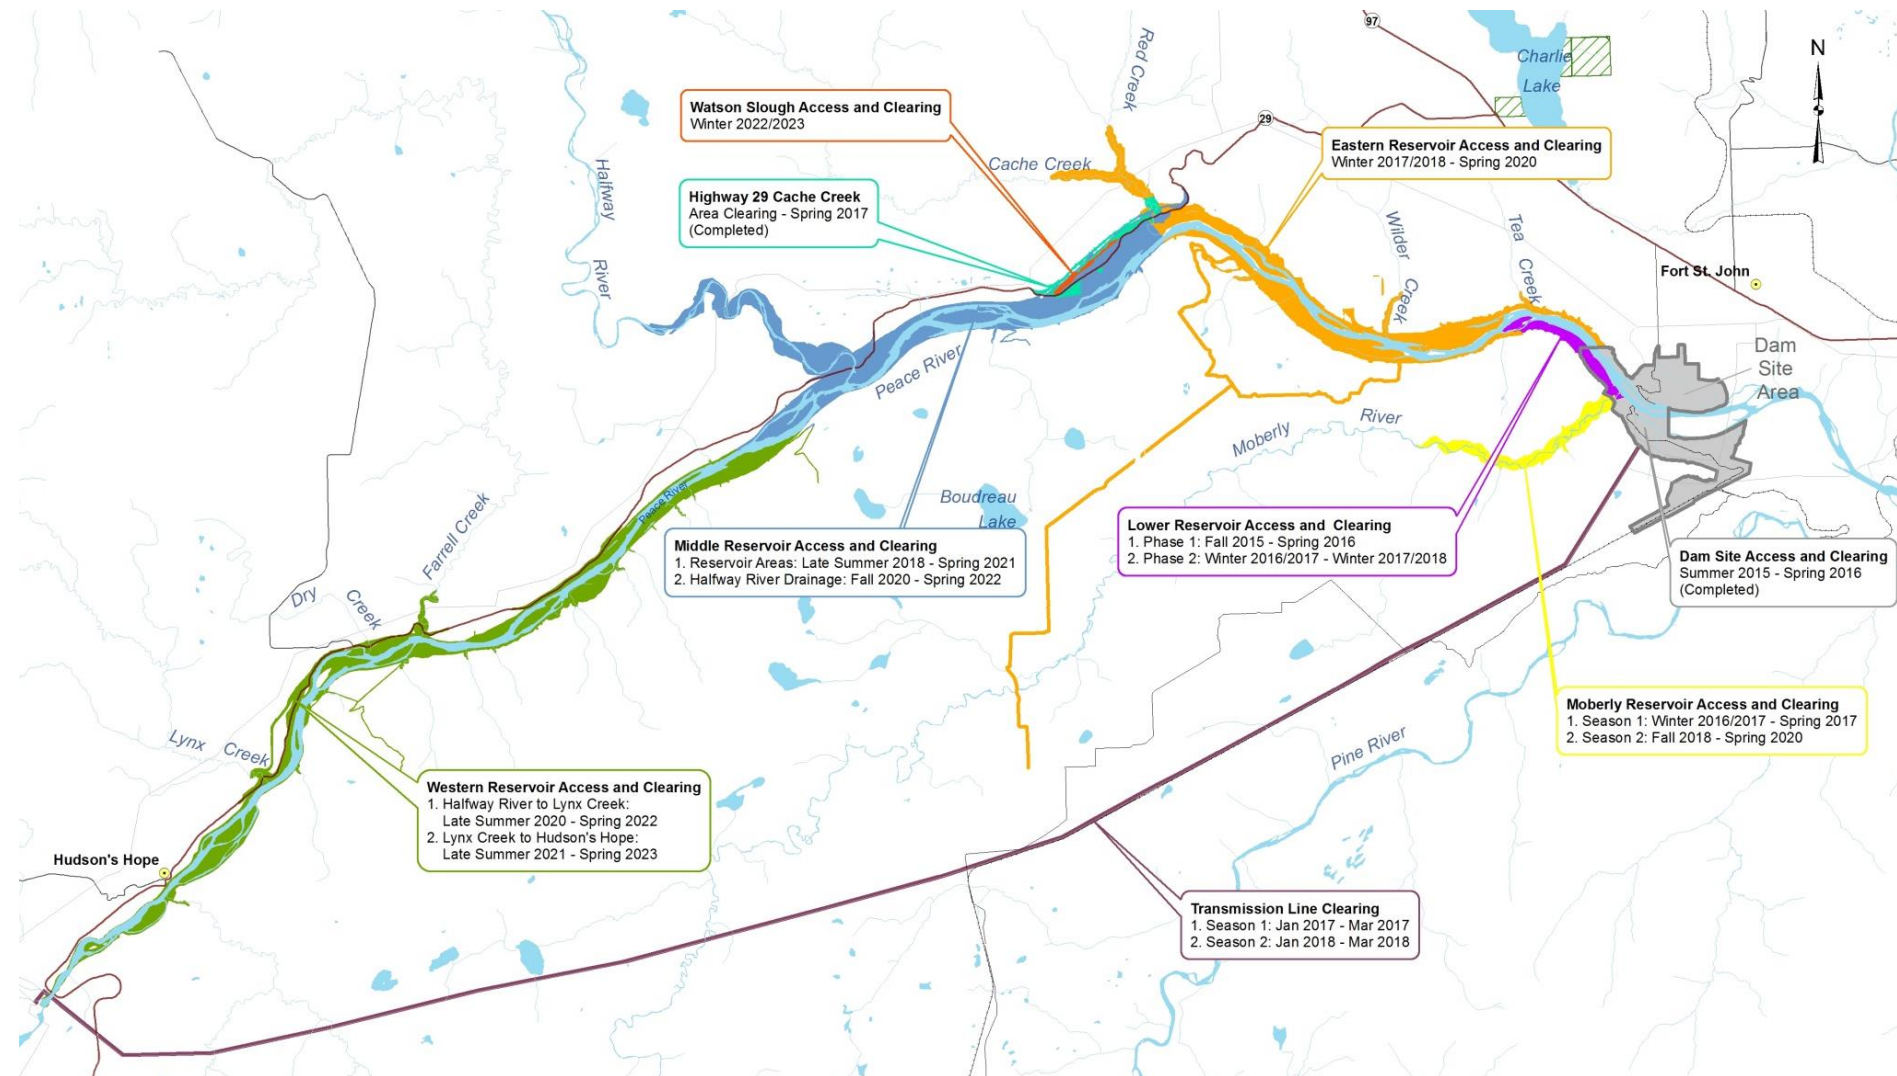 97
Charlie
Lake
N
Red Creek
Watson Slough Access and Clearing
Winter 2022/2023
29
Eastern Reservoir Access and Clearing
Winter 2017/2018 - Spring 2020
Cache Creek
Halfway
River
Highway 29 Cache Creek
Area Clearing - Spring 2017
(Completed)
Wilder
Creek
Tea
Creek
Fort St. John
Dam
Site
Area
Peace River
Moberly
River
Peace River
Boudreau
Lake
Farrell Creek
Middle Reservoir Access and Clearing
1. Reservoir Areas: Late Summer 2018 - Spring 2021
2. Halfway River Drainage: Fall 2020 - Spring 2022
Lower Reservoir Access and Clearing
1. Phase 1: Fall 2015 - Spring 2016
2. Phase 2: Winter 2016/2017 - Winter 2017/2018
Dam Site Access and Clearing
Summer 2015 - Spring 2016
(Completed)
Dry
Creek
Moberly Reservoir Access and Clearing
1. Season 1: Winter 2016/2017 - Spring 2017
2. Season 2: Fall 2018 - Spring 2020
Lynx Creek
Pine River
Western Reservoir Access and Clearing
1. Halfway River to Lynx Creek:
Late Summer 2020 - Spring 2022
2. Lynx Creek to Hudson's Hope:
Late Summer 2021 - Spring 2023
Hudson's Hope
Transmission Line Clearing
1. Season 1: Jan 2017 - Mar 2017
2. Season 2: Jan 2018 - Mar 2018